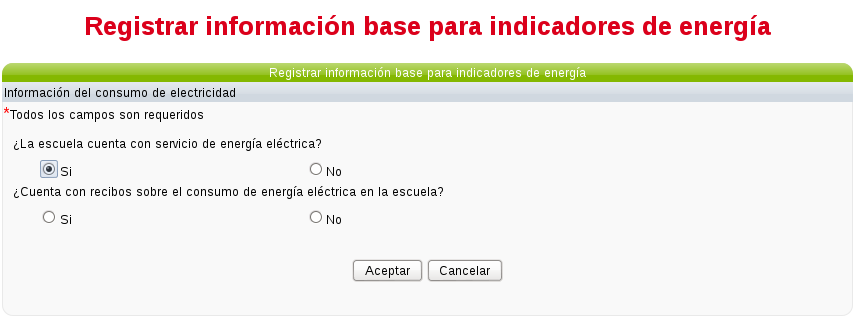 Registrar información base para indicadores de energía
Registrar información base para indicadores de energía
Información del consumo de electricidad
*Todos los campos son requeridos
¿La escuela cuenta con servicio de energía eléctrica?
Si No
¿Cuenta con recibos sobre el consumo de energía eléctrica en la escuela?
Si No
Aceptar Cancelar